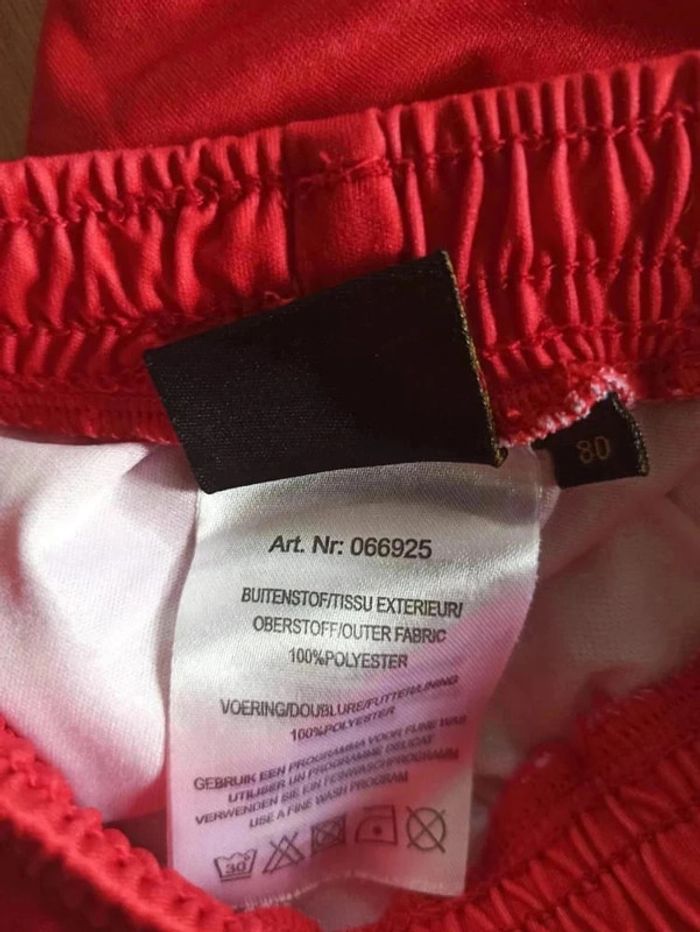 80
Art. Nr: 066925
BUITENSTOF/TISSU EXTERIEUR/
OBERSTOFF/OUTER FABRIC
100%POLYESTER
VOERING/DOUBLURE/FUTTER/LINING
100%POLYESTER
GEBRUIK EEN PROGRAMMA VOOR FIJNE WAS
UTILISER UN PROGRAMME DELICAT
VERWENDEN SIE EIN FEINWASCHPROGRAM
USE A FINE WASH PROGRAM
30